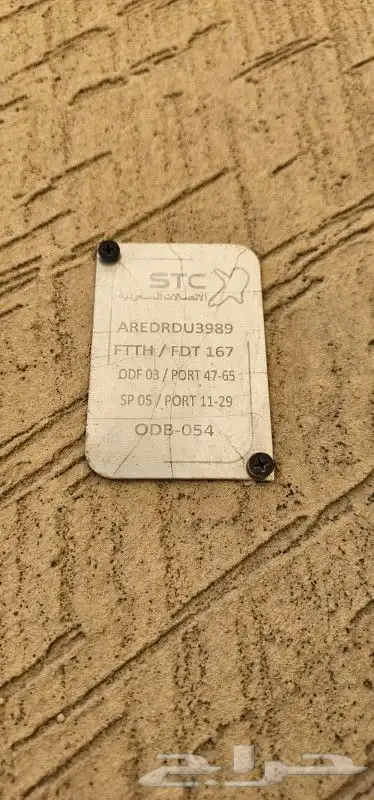 STC
الاتصالات السعودية
AREDRDU3989
FTTH / FDT 167
ODF 03 / PORT 47-65
SP 05 / PORT 11-29
ODB-054
حراج